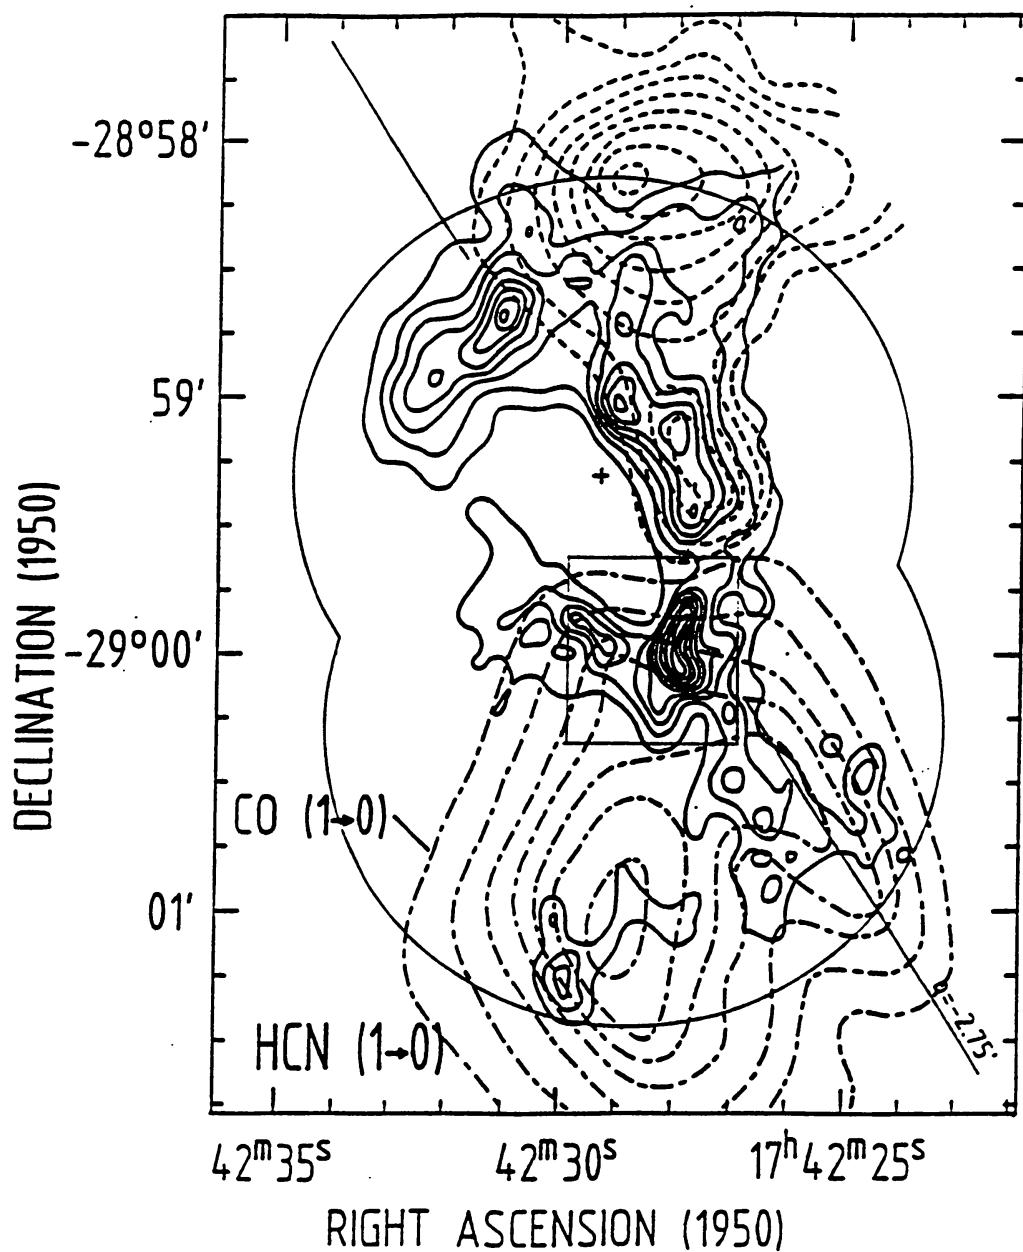 -28°58'
59'
-29°00'
01'
DECLINATION (1950)
CO (1→0)
HCN (1→0)
b=-2.75'
42ᵐ35ˢ
42ᵐ30ˢ
17ʰ42ᵐ25ˢ
RIGHT ASCENSION (1950)